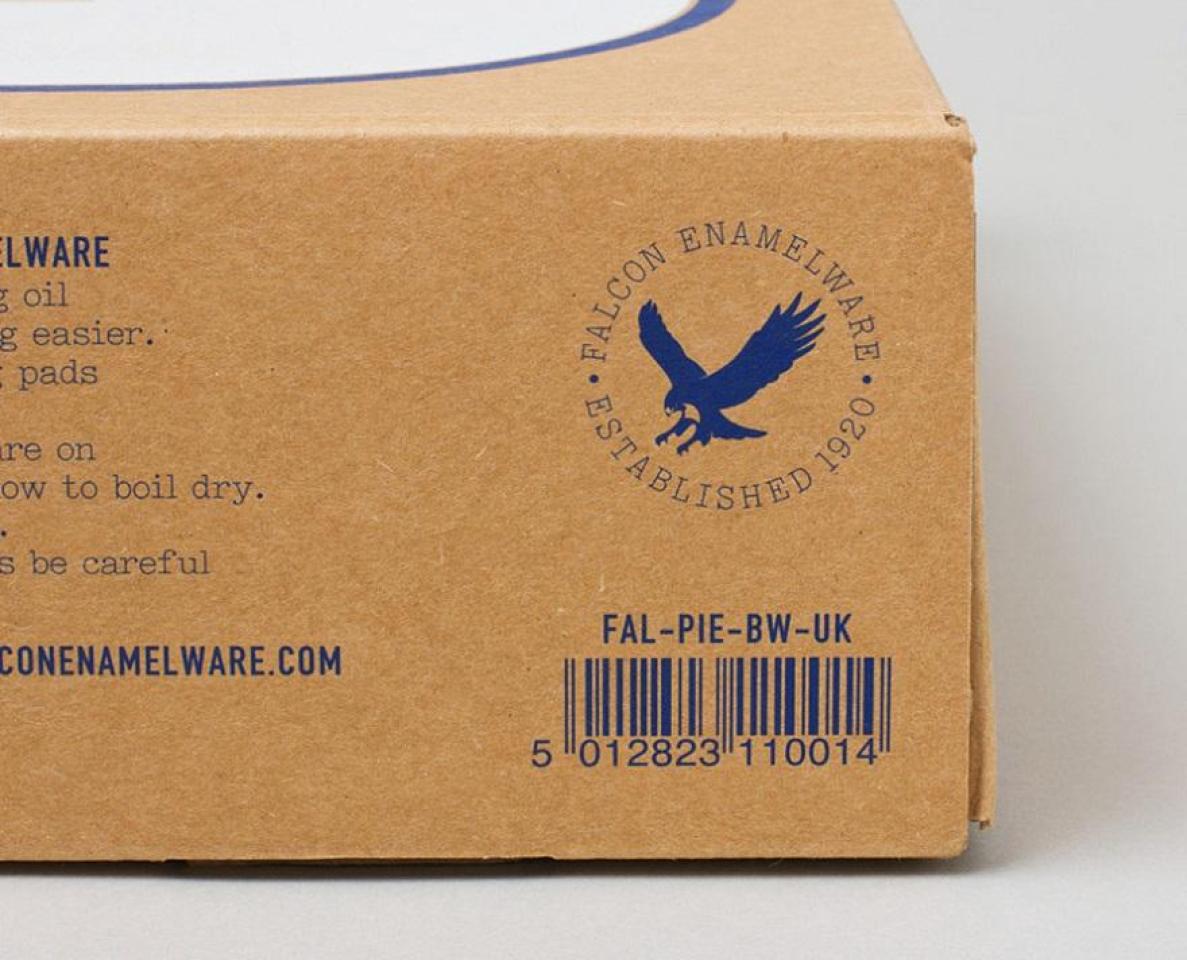 ELWARE
g oil
g easier.
g pads
are on
ow to boil dry.
.
s be careful
CONENAMELWARE.COM
• FALCON ENAMELWARE •
ESTABLISHED 1920
FAL-PIE-BW-UK
5 012823 110014